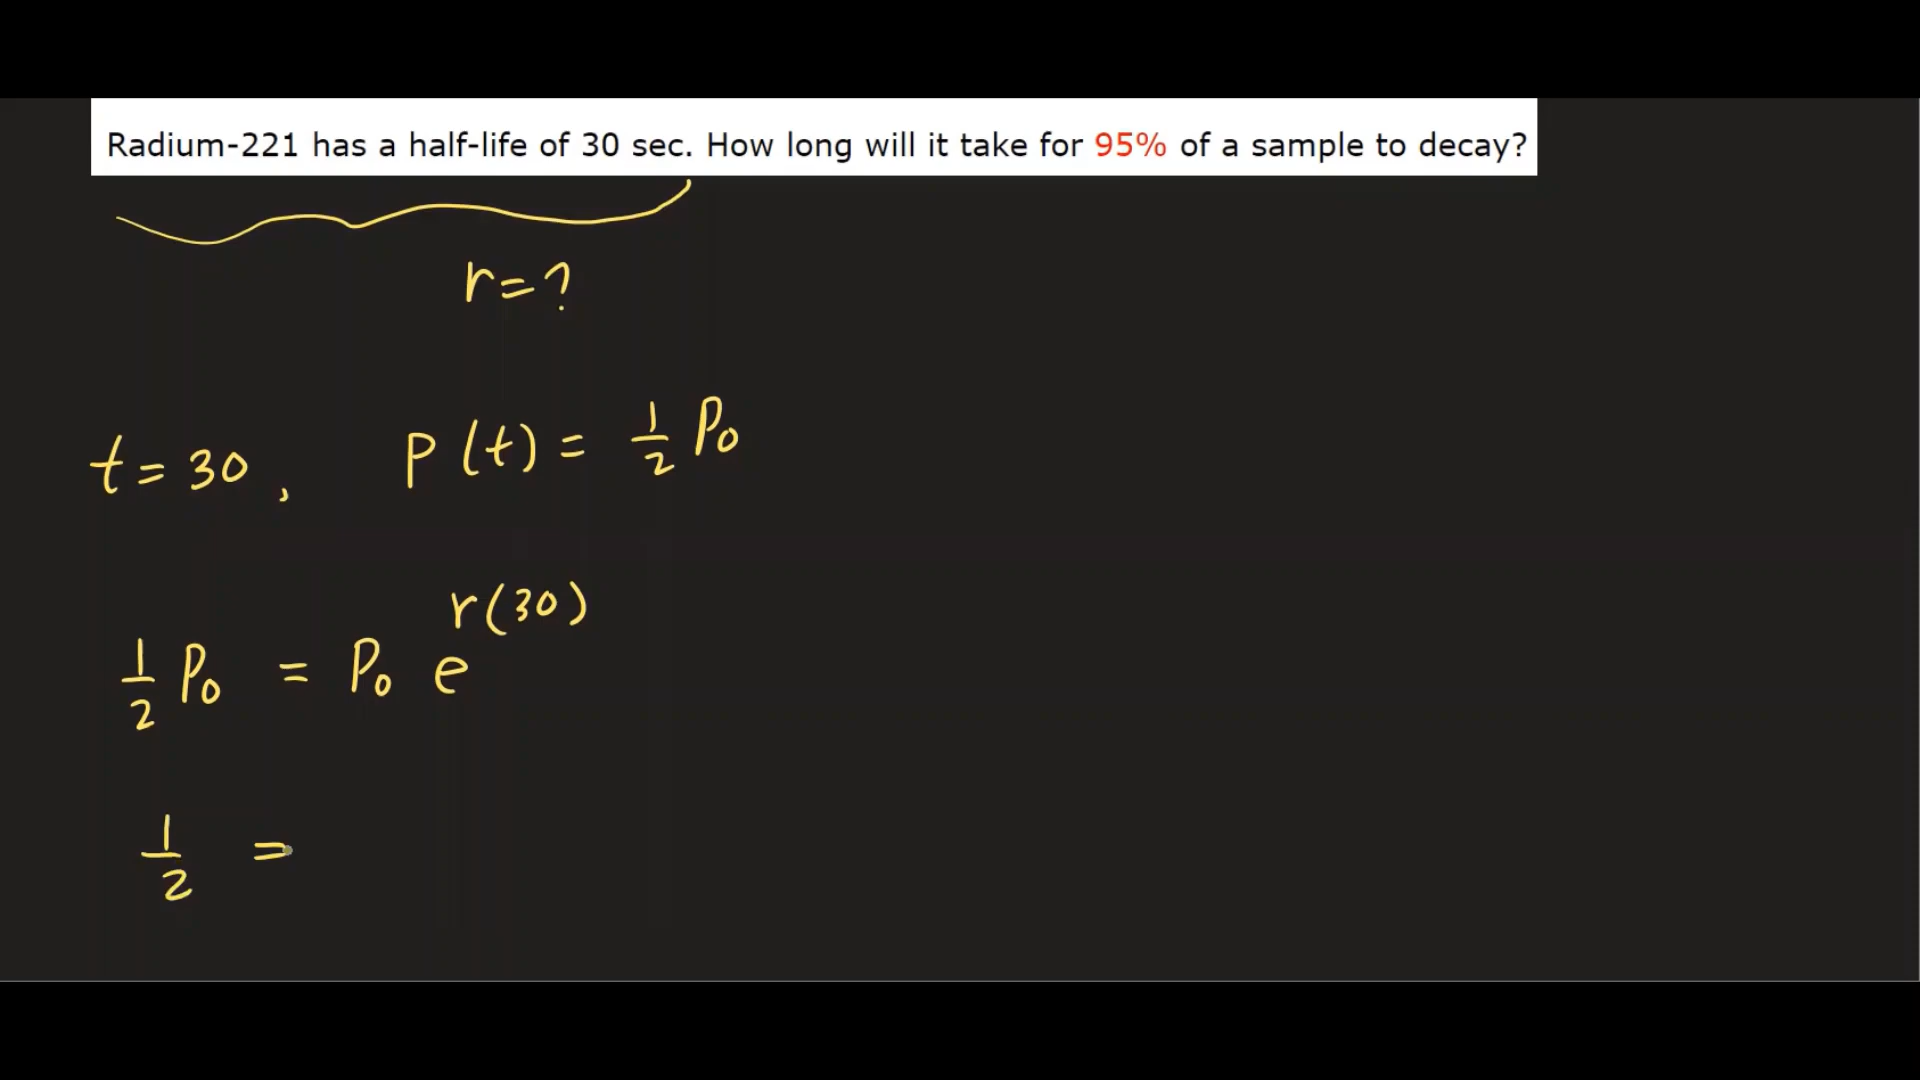 Radium-221 has a half-life of 30 sec. How long will it take for 95% of a sample to decay?
r=?
t=30, P(t)= 1/2 P₀
1/2 P₀ = P₀ e^r(30)
1/2 =